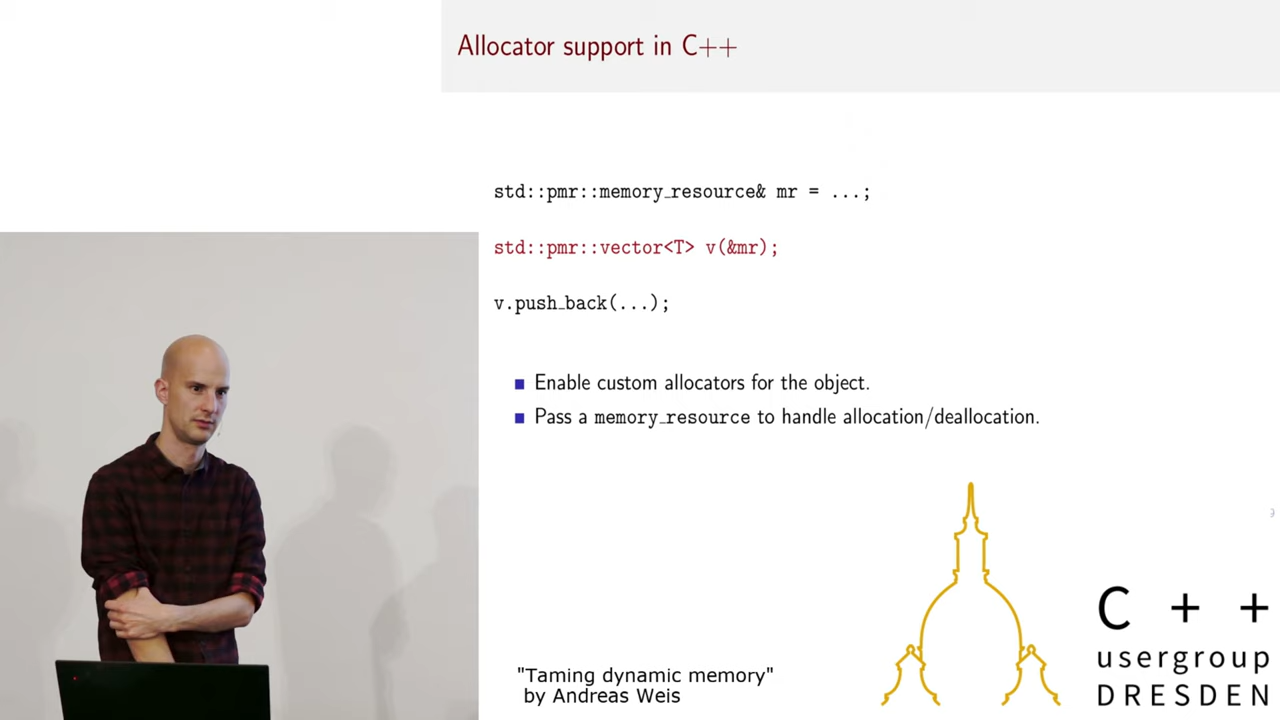 Allocator support in C++
std::pmr::memory_resource& mr = ...;
std::pmr::vector<T> v(&mr);
v.push_back(...);
Enable custom allocators for the object.
Pass a memory_resource to handle allocation/deallocation.
9
"Taming dynamic memory"
by Andreas Weis
C + +
usergroup
DRESDEN